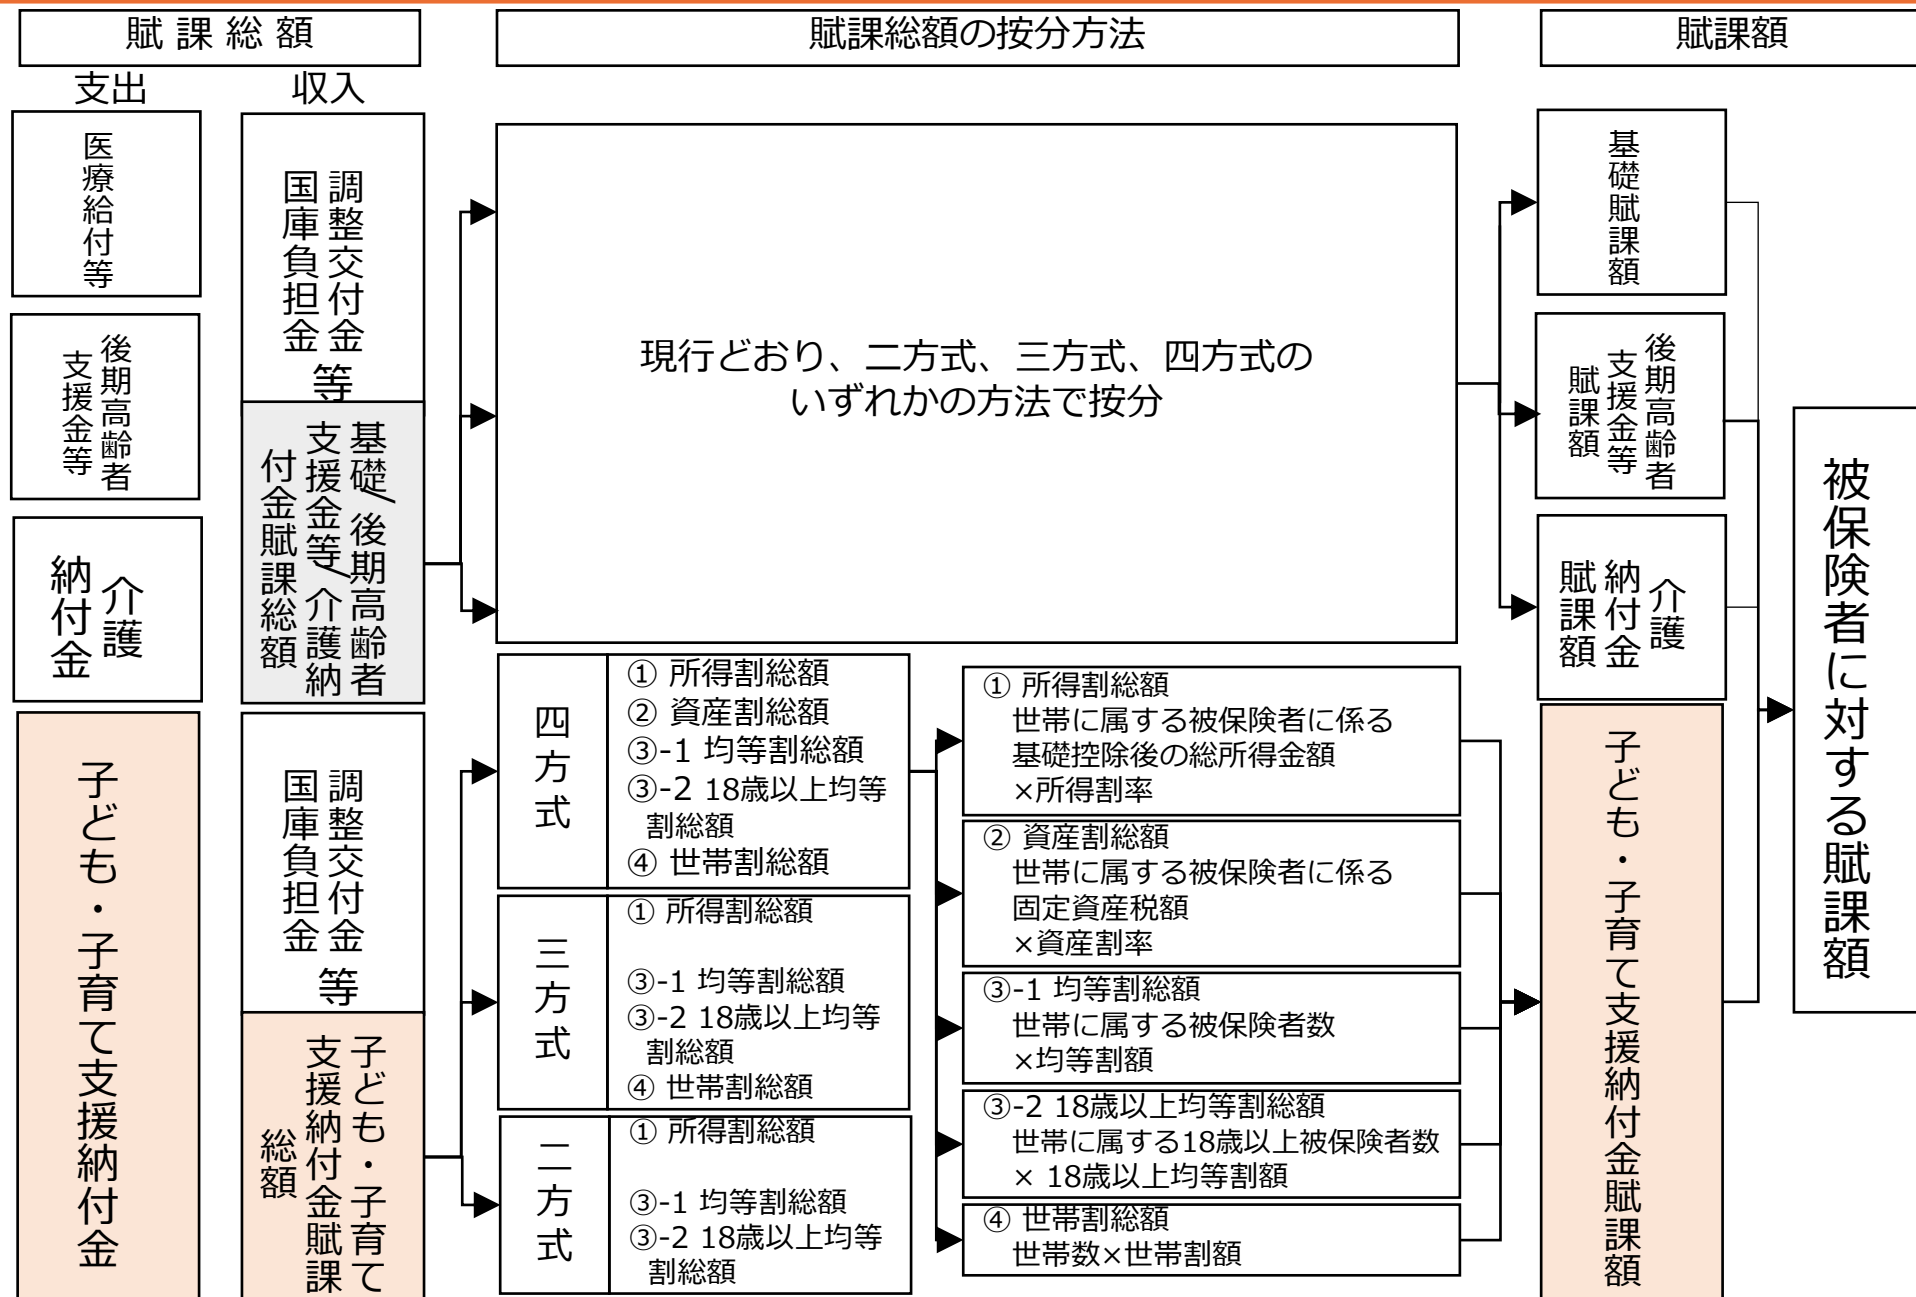 賦課総額
賦課総額の按分方法
賦課額
支出
収入
医療給付等
後期高齢者
支援金等
介護
納付金
子ども・子育て支援納付金
調整交付金
国庫負担金
等
基礎/後期高齢者
支援金等/介護納
付金賦課総額
調整交付金
国庫負担金
等
子ども・子育て
支援納付金賦課
総額
現行どおり、二方式、三方式、四方式の
いずれかの方法で按分
四方式
① 所得割総額
② 資産割総額
③-1 均等割総額
③-2 18歳以上均等
割総額
④ 世帯割総額
三方式
① 所得割総額
③-1 均等割総額
③-2 18歳以上均等
割総額
④ 世帯割総額
二方式
① 所得割総額
③-1 均等割総額
③-2 18歳以上均等
割総額
① 所得割総額
世帯に属する被保険者に係る
基礎控除後の総所得金額
×所得割率
② 資産割総額
世帯に属する被保険者に係る
固定資産税額
×資産割率
③-1 均等割総額
世帯に属する被保険者数
×均等割額
③-2 18歳以上均等割総額
世帯に属する18歳以上被保険者数
× 18歳以上均等割額
④ 世帯割総額
世帯数×世帯割額
基礎賦課額
後期高齢者
支援金等
賦課額
介護
納付金
賦課額
子ども・子育て支援納付金賦課額
被保険者に対する賦課額